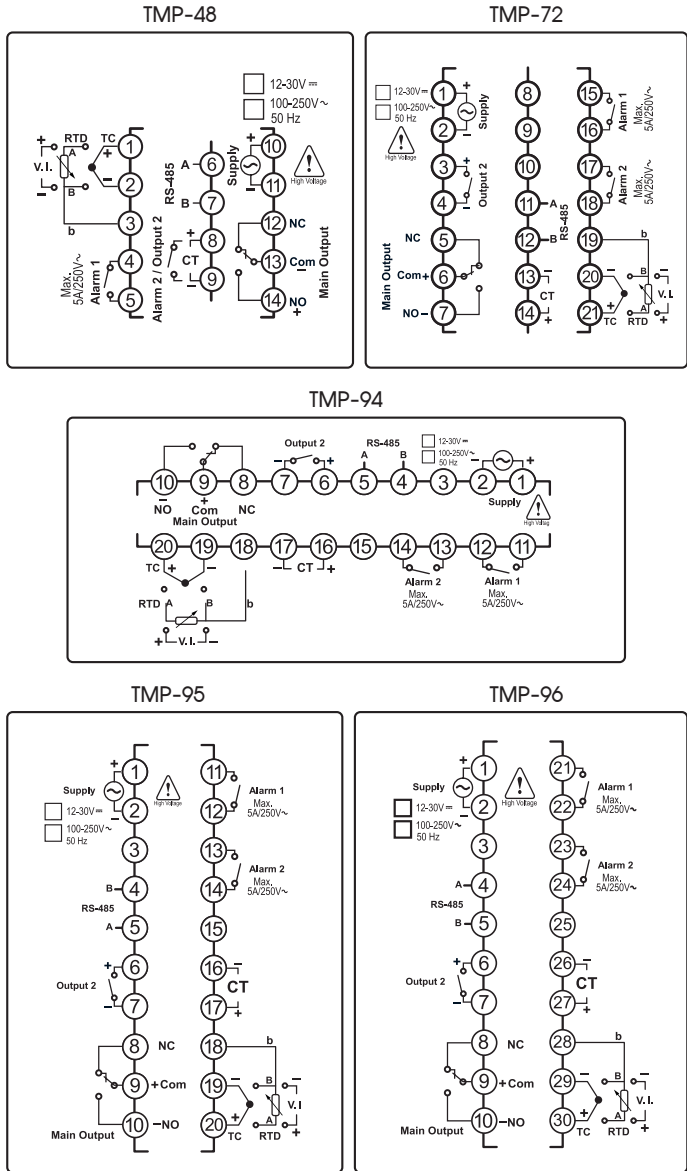 TMP-48
12-30V
100-250V~
50 Hz
RTD
TC
+
A
+
V.I.
-
B
-
b
1
2
3
4
5
Max.
5A/250V~
Alarm 1
Alarm 2 / Output 2
RS-485
A
B
6
7
8
9
+
CT
-
Supply
+
-
10
11
12
13
14
High Voltage
NC
Com
-
NO
+
Main Output
TMP-72
12-30V
100-250V~
50 Hz
High Voltage
1
2
3
4
5
6
7
+
-
Supply
+
-
Output 2
NC
Com+
NO-
Main Output
8
9
10
11
12
13
14
A
B
RS-485
-
CT
+
15
16
17
18
19
20
21
Alarm 1
Max.
5A/250V~
Alarm 2
Max.
5A/250V~
b
-
B
-
V.I.
+
A
+
TC
RTD
TMP-94
Output 2
RS-485
12-30V
100-250V~
50 Hz
- +
A B
- +
10 9 8 7 6 5 4 3 2 1
- +
NO Com NC
Main Output
Supply
High Voltag
20 19 18 17 16 15 14 13 12 11
TC + -
- CT +
Alarm 2
Max.
5A/250V~
Alarm 1
Max.
5A/250V~
RTD A B b
+ V.I. -
TMP-95
Supply
+
-
12-30V
100-250V~
50 Hz
High Voltage
1
2
3
4
5
6
7
8
9
10
B
RS-485
A
+
Output 2
-
NC
+Com
-NO
Main Output
11
12
13
14
15
16
17
18
19
20
Alarm 1
Max.
5A/250V~
Alarm 2
Max.
5A/250V~
-
CT
+
b
-
B
-
V.I
+
A
+
TC
RTD
TMP-96
Supply
+
-
12-30V
100-250V~
50 Hz
High Voltage
1
2
3
4
5
6
7
8
9
10
A
RS-485
B
+
Output 2
-
NC
+Com
-NO
Main Output
21
22
23
24
25
26
27
28
29
30
Alarm 1
Max.
5A/250V~
Alarm 2
Max.
5A/250V~
-
CT
+
b
-
B
-
V.I.
+
A
+
TC
RTD